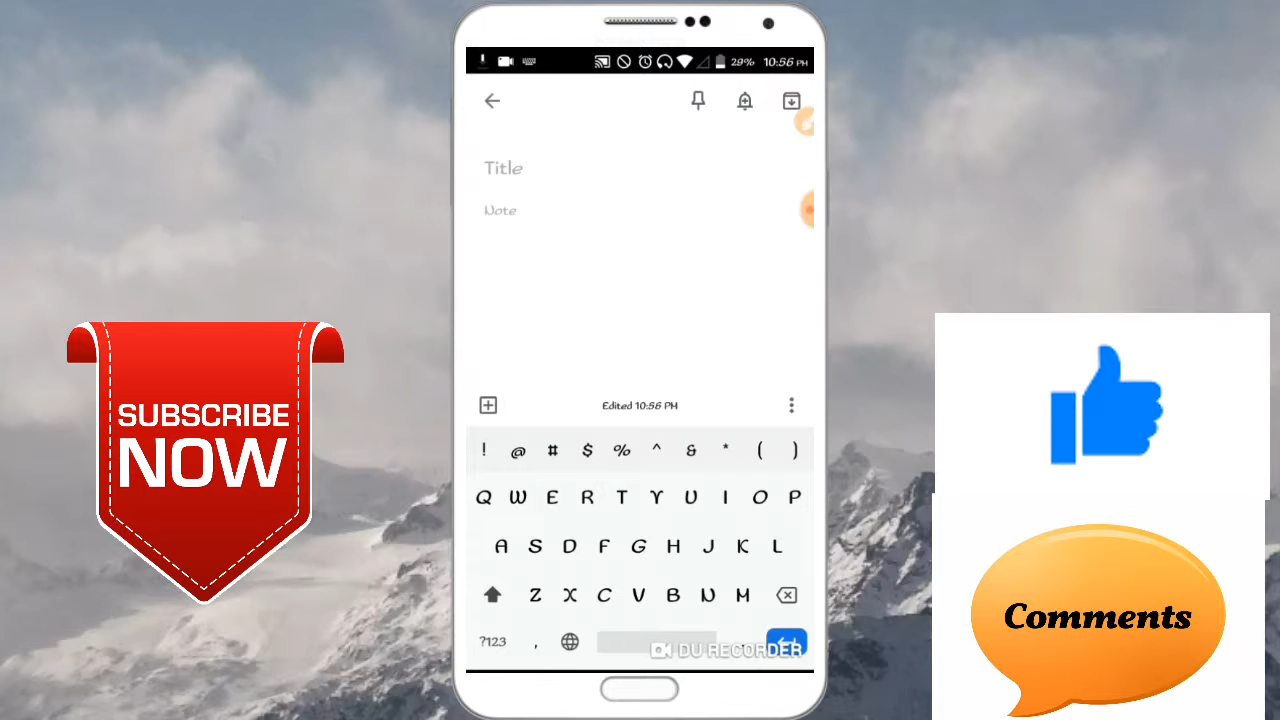 29% 10:56 PM
Title
Note
Edited 10:56 PM
! @ # $ % ^ & * ( )
Q W E R T Y U I O P
A S D F G H J K L
Z X C V B N M
?123 ,
DU RECORDER
SUBSCRIBE
NOW
Comments